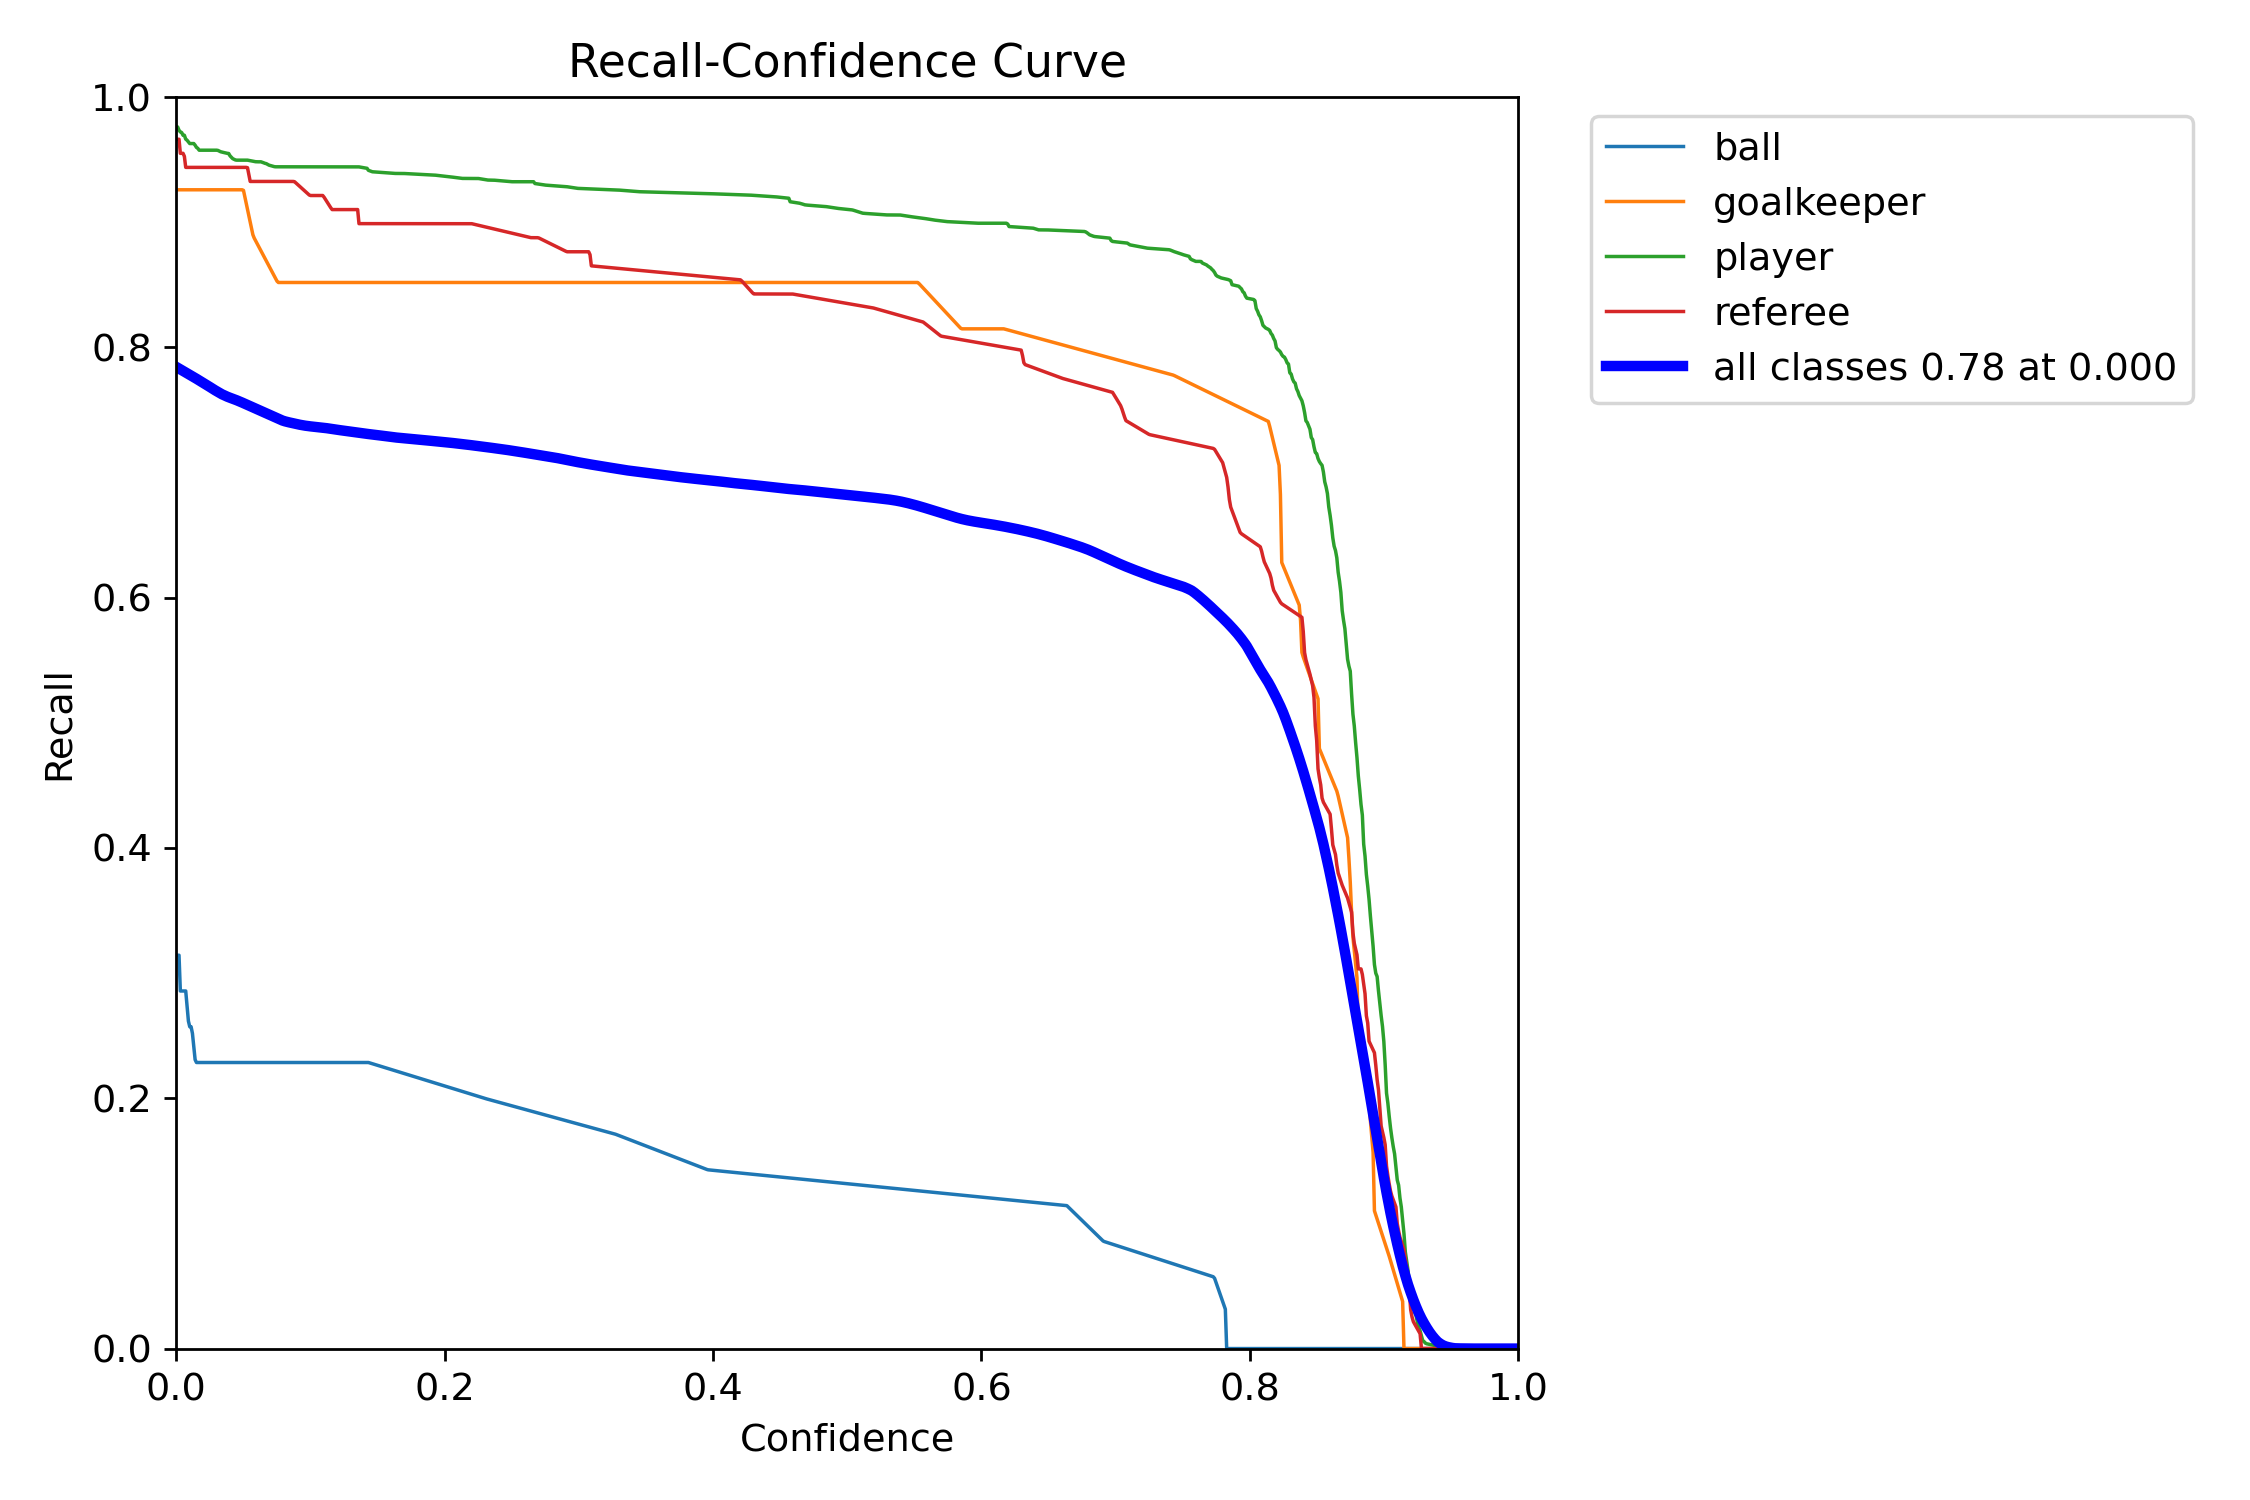 Recall-Confidence Curve
1.0
0.8
0.6
0.4
0.2
0.0
Recall
0.0 0.2 0.4 0.6 0.8 1.0
Confidence
ball
goalkeeper
player
referee
all classes 0.78 at 0.000